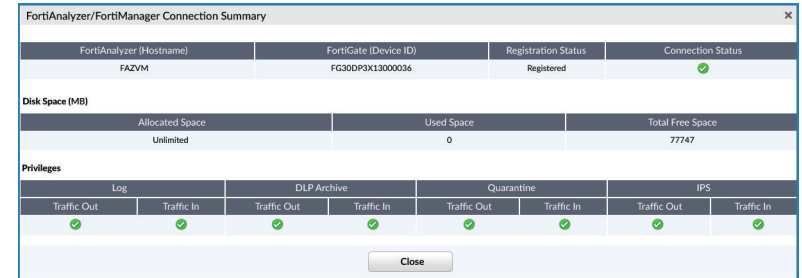 FortiAnalyzer/FortiManager Connection Summary
FortiAnalyzer (Hostname) FortiGate (Device ID) Registration Status Connection Status
FAZVM FG30DP3X13000036 Registered
Disk Space (MB)
Allocated Space Used Space Total Free Space
Unlimited 0 77747
Privileges
Log DLP Archive Quarantine IPS
Traffic Out Traffic In Traffic Out Traffic In Traffic Out Traffic In Traffic Out Traffic In
Close